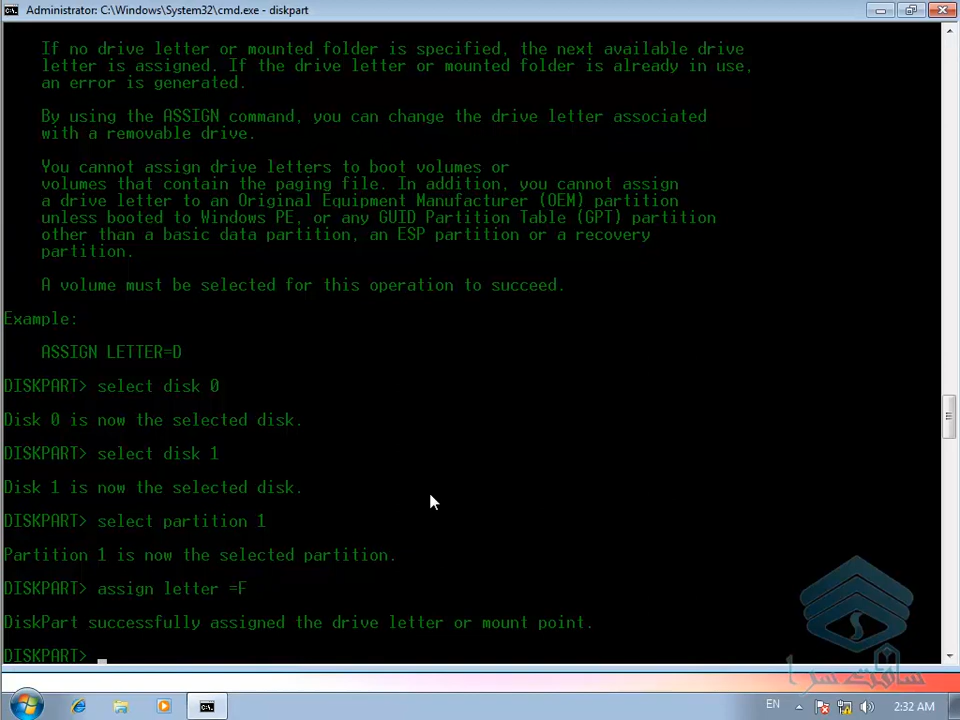 Administrator: C:\Windows\System32\cmd.exe - diskpart
If no drive letter or mounted folder is specified, the next available drive
letter is assigned. If the drive letter or mounted folder is already in use,
an error is generated.
By using the ASSIGN command, you can change the drive letter associated
with a removable drive.
You cannot assign drive letters to boot volumes or
volumes that contain the paging file. In addition, you cannot assign
a drive letter to an Original Equipment Manufacturer (OEM) partition
unless booted to Windows PE, or any GUID Partition Table (GPT) partition
other than a basic data partition, an ESP partition or a recovery
partition.
A volume must be selected for this operation to succeed.
Example:
ASSIGN LETTER=D
DISKPART> select disk 0
Disk 0 is now the selected disk.
DISKPART> select disk 1
Disk 1 is now the selected disk.
DISKPART> select partition 1
Partition 1 is now the selected partition.
DISKPART> assign letter =F
DiskPart successfully assigned the drive letter or mount point.
DISKPART>
سافت سرا
EN
2:32 AM